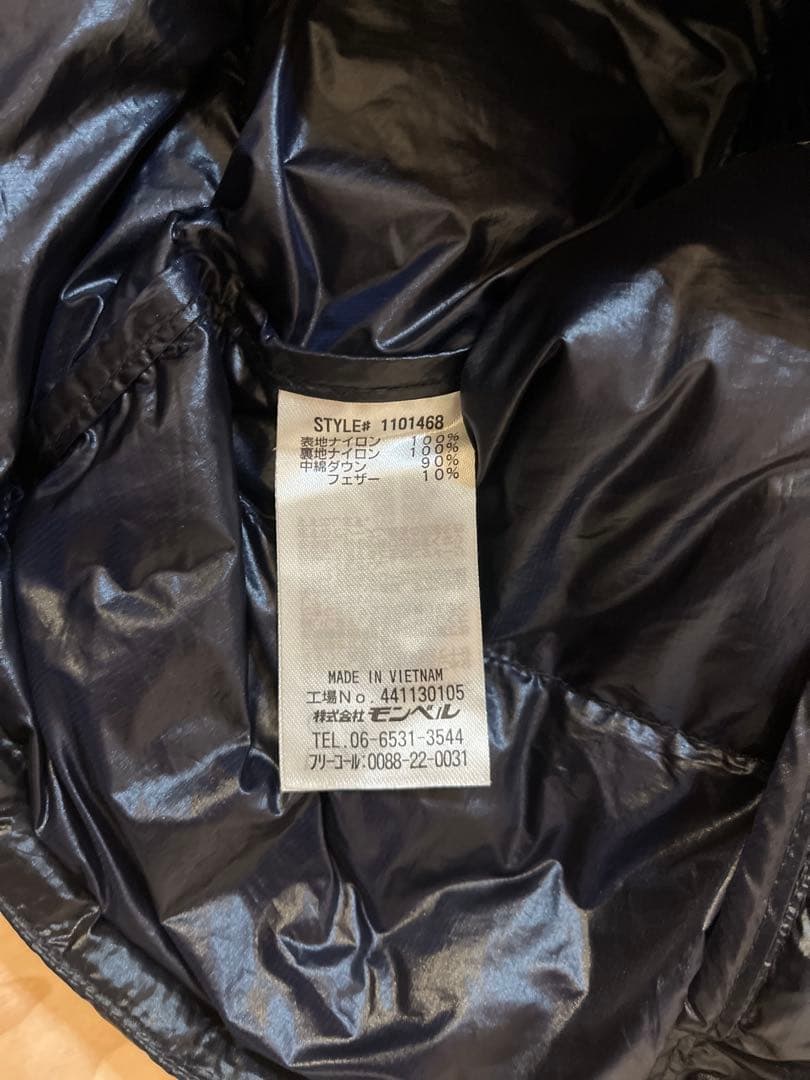 STYLE# 1101468
表地ナイロン 100%
裏地ナイロン 100%
中綿ダウン 90%
フェザー 10%
MADE IN VIETNAM
工場No. 441130105
株式会社 モンベル
TEL. 06-6531-3544
フリーコール:0088-22-0031